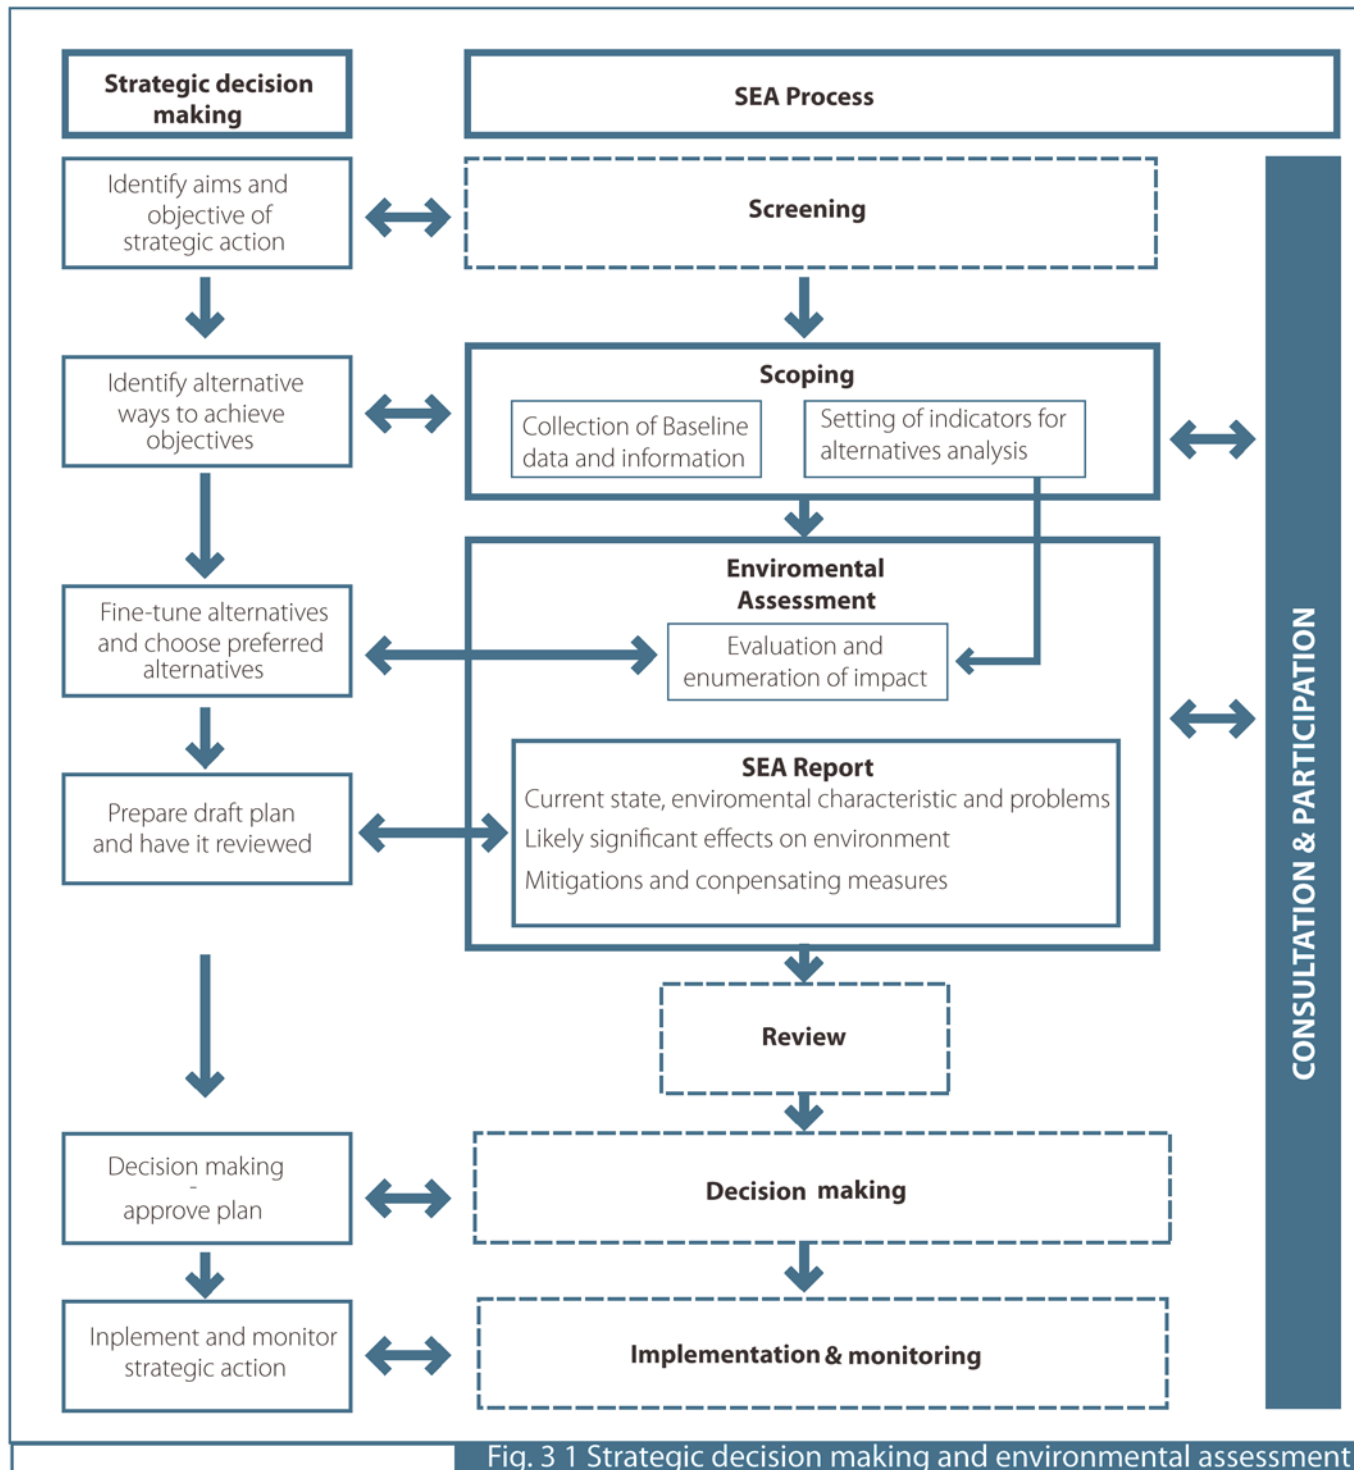 Strategic decision
making
SEA Process
Identify aims and
objective of
strategic action
Screening
Identify alternative
ways to achieve
objectives
Scoping
Collection of Baseline
data and information
Setting of indicators for
alternatives analysis
Enviromental
Assessment
Fine-tune alternatives
and choose preferred
alternatives
Evaluation and
enumeration of impact
Prepare draft plan
and have it reviewed
SEA Report
Current state, enviromental characteristic and problems
Likely significant effects on environment
Mitigations and conpensating measures
Review
Decision making
-
approve plan
Decision making
Inplement and monitor
strategic action
Implementation & monitoring
CONSULTATION & PARTICIPATION
Fig. 3 1 Strategic decision making and environmental assessment